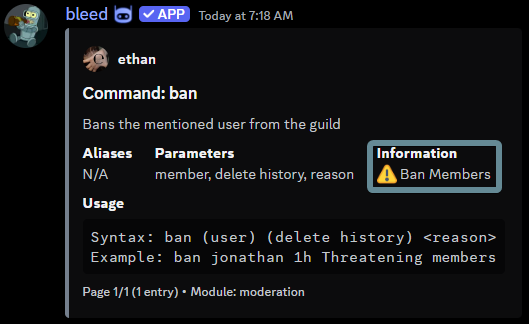 bleed ✓ APP Today at 7:18 AM
ethan
Command: ban
Bans the mentioned user from the guild
Aliases Parameters Information
N/A member, delete history, reason ⚠️ Ban Members
Usage
Syntax: ban (user) (delete history) <reason>
Example: ban jonathan 1h Threatening members
Page 1/1 (1 entry) • Module: moderation